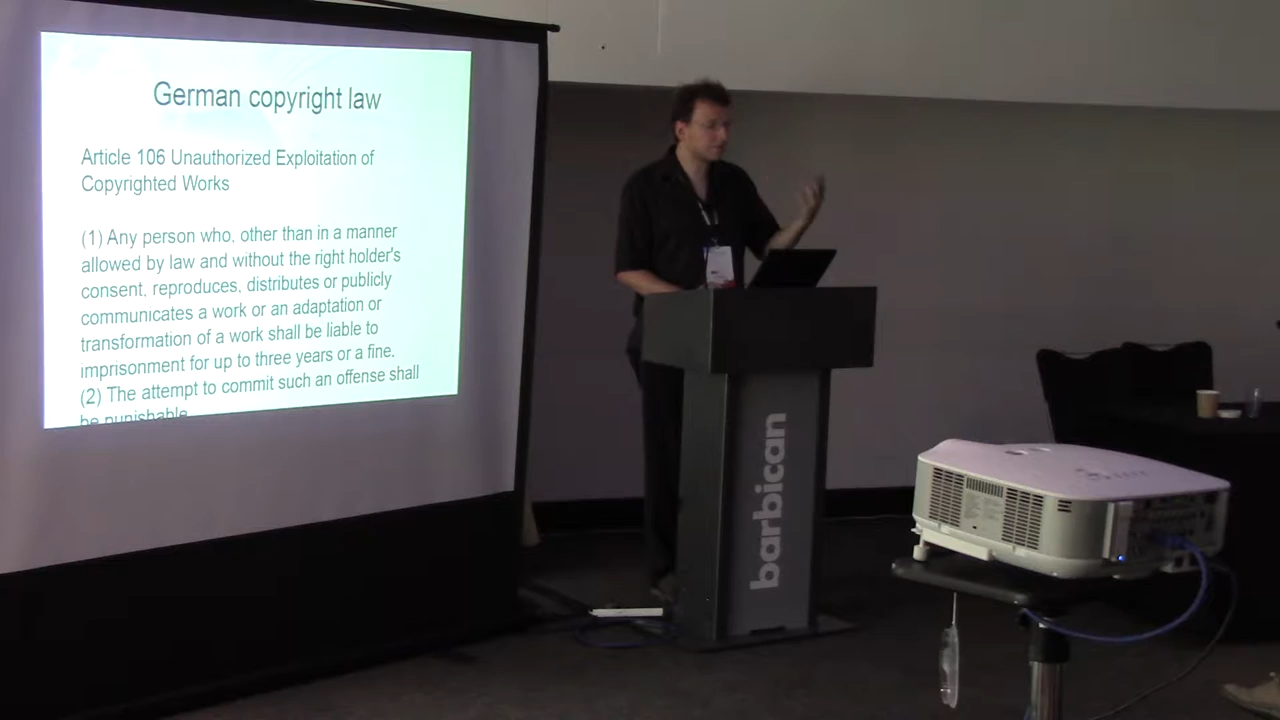 German copyright law
Article 106 Unauthorized Exploitation of
Copyrighted Works
(1) Any person who, other than in a manner
allowed by law and without the right holder's
consent, reproduces, distributes or publicly
communicates a work or an adaptation or
transformation of a work shall be liable to
imprisonment for up to three years or a fine.
(2) The attempt to commit such an offense shall
be punishable
barbican